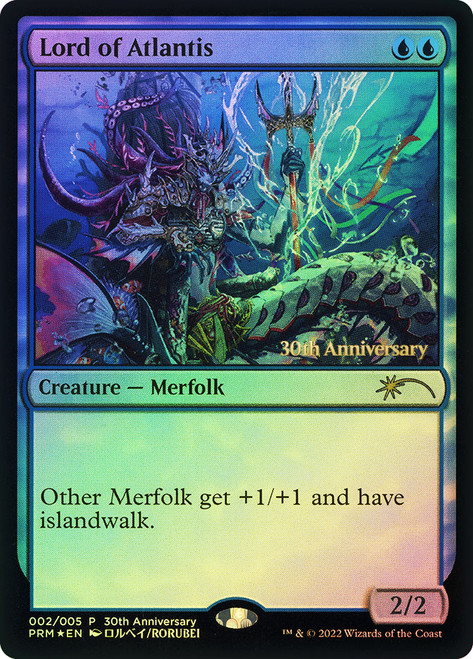 Lord of Atlantis
30th Anniversary
Creature — Merfolk
Other Merfolk get +1/+1 and have
islandwalk.
2/2
002/005 P 30th Anniversary
PRM★EN ロルベイ/RORUBEI
™ & © 2022 Wizards of the Coast